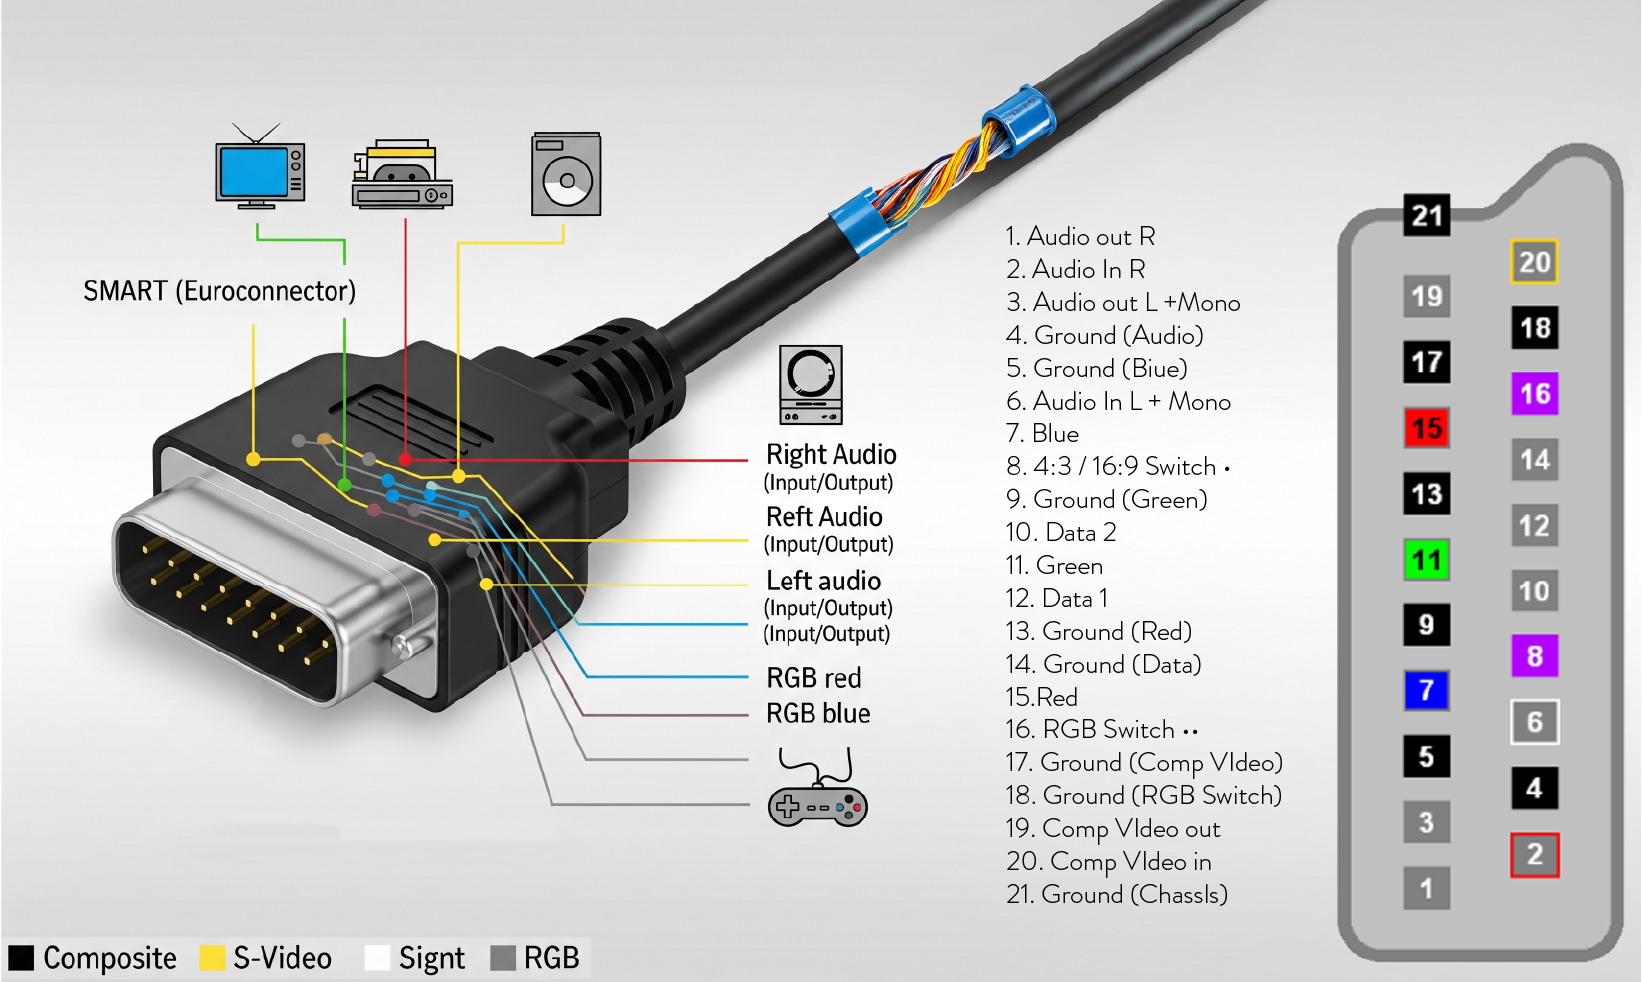 SMART (Euroconnector)
Right Audio
(Input/Output)
Reft Audio
(Input/Output)
Left audio
(Input/Output)
(Input/Output)
RGB red
RGB blue
Composite
S-Video
Signt
RGB
1. Audio out R
2. Audio In R
3. Audio out L +Mono
4. Ground (Audio)
5. Ground (Biue)
6. Audio In L + Mono
7. Blue
8. 4:3 / 16:9 Switch •
9. Ground (Green)
10. Data 2
11. Green
12. Data 1
13. Ground (Red)
14. Ground (Data)
15.Red
16. RGB Switch ••
17. Ground (Comp VIdeo)
18. Ground (RGB Switch)
19. Comp VIdeo out
20. Comp VIdeo in
21. Ground (ChassIs)
21
20
19
18
17
16
15
14
13
12
11
10
9
8
7
6
5
4
3
2
1